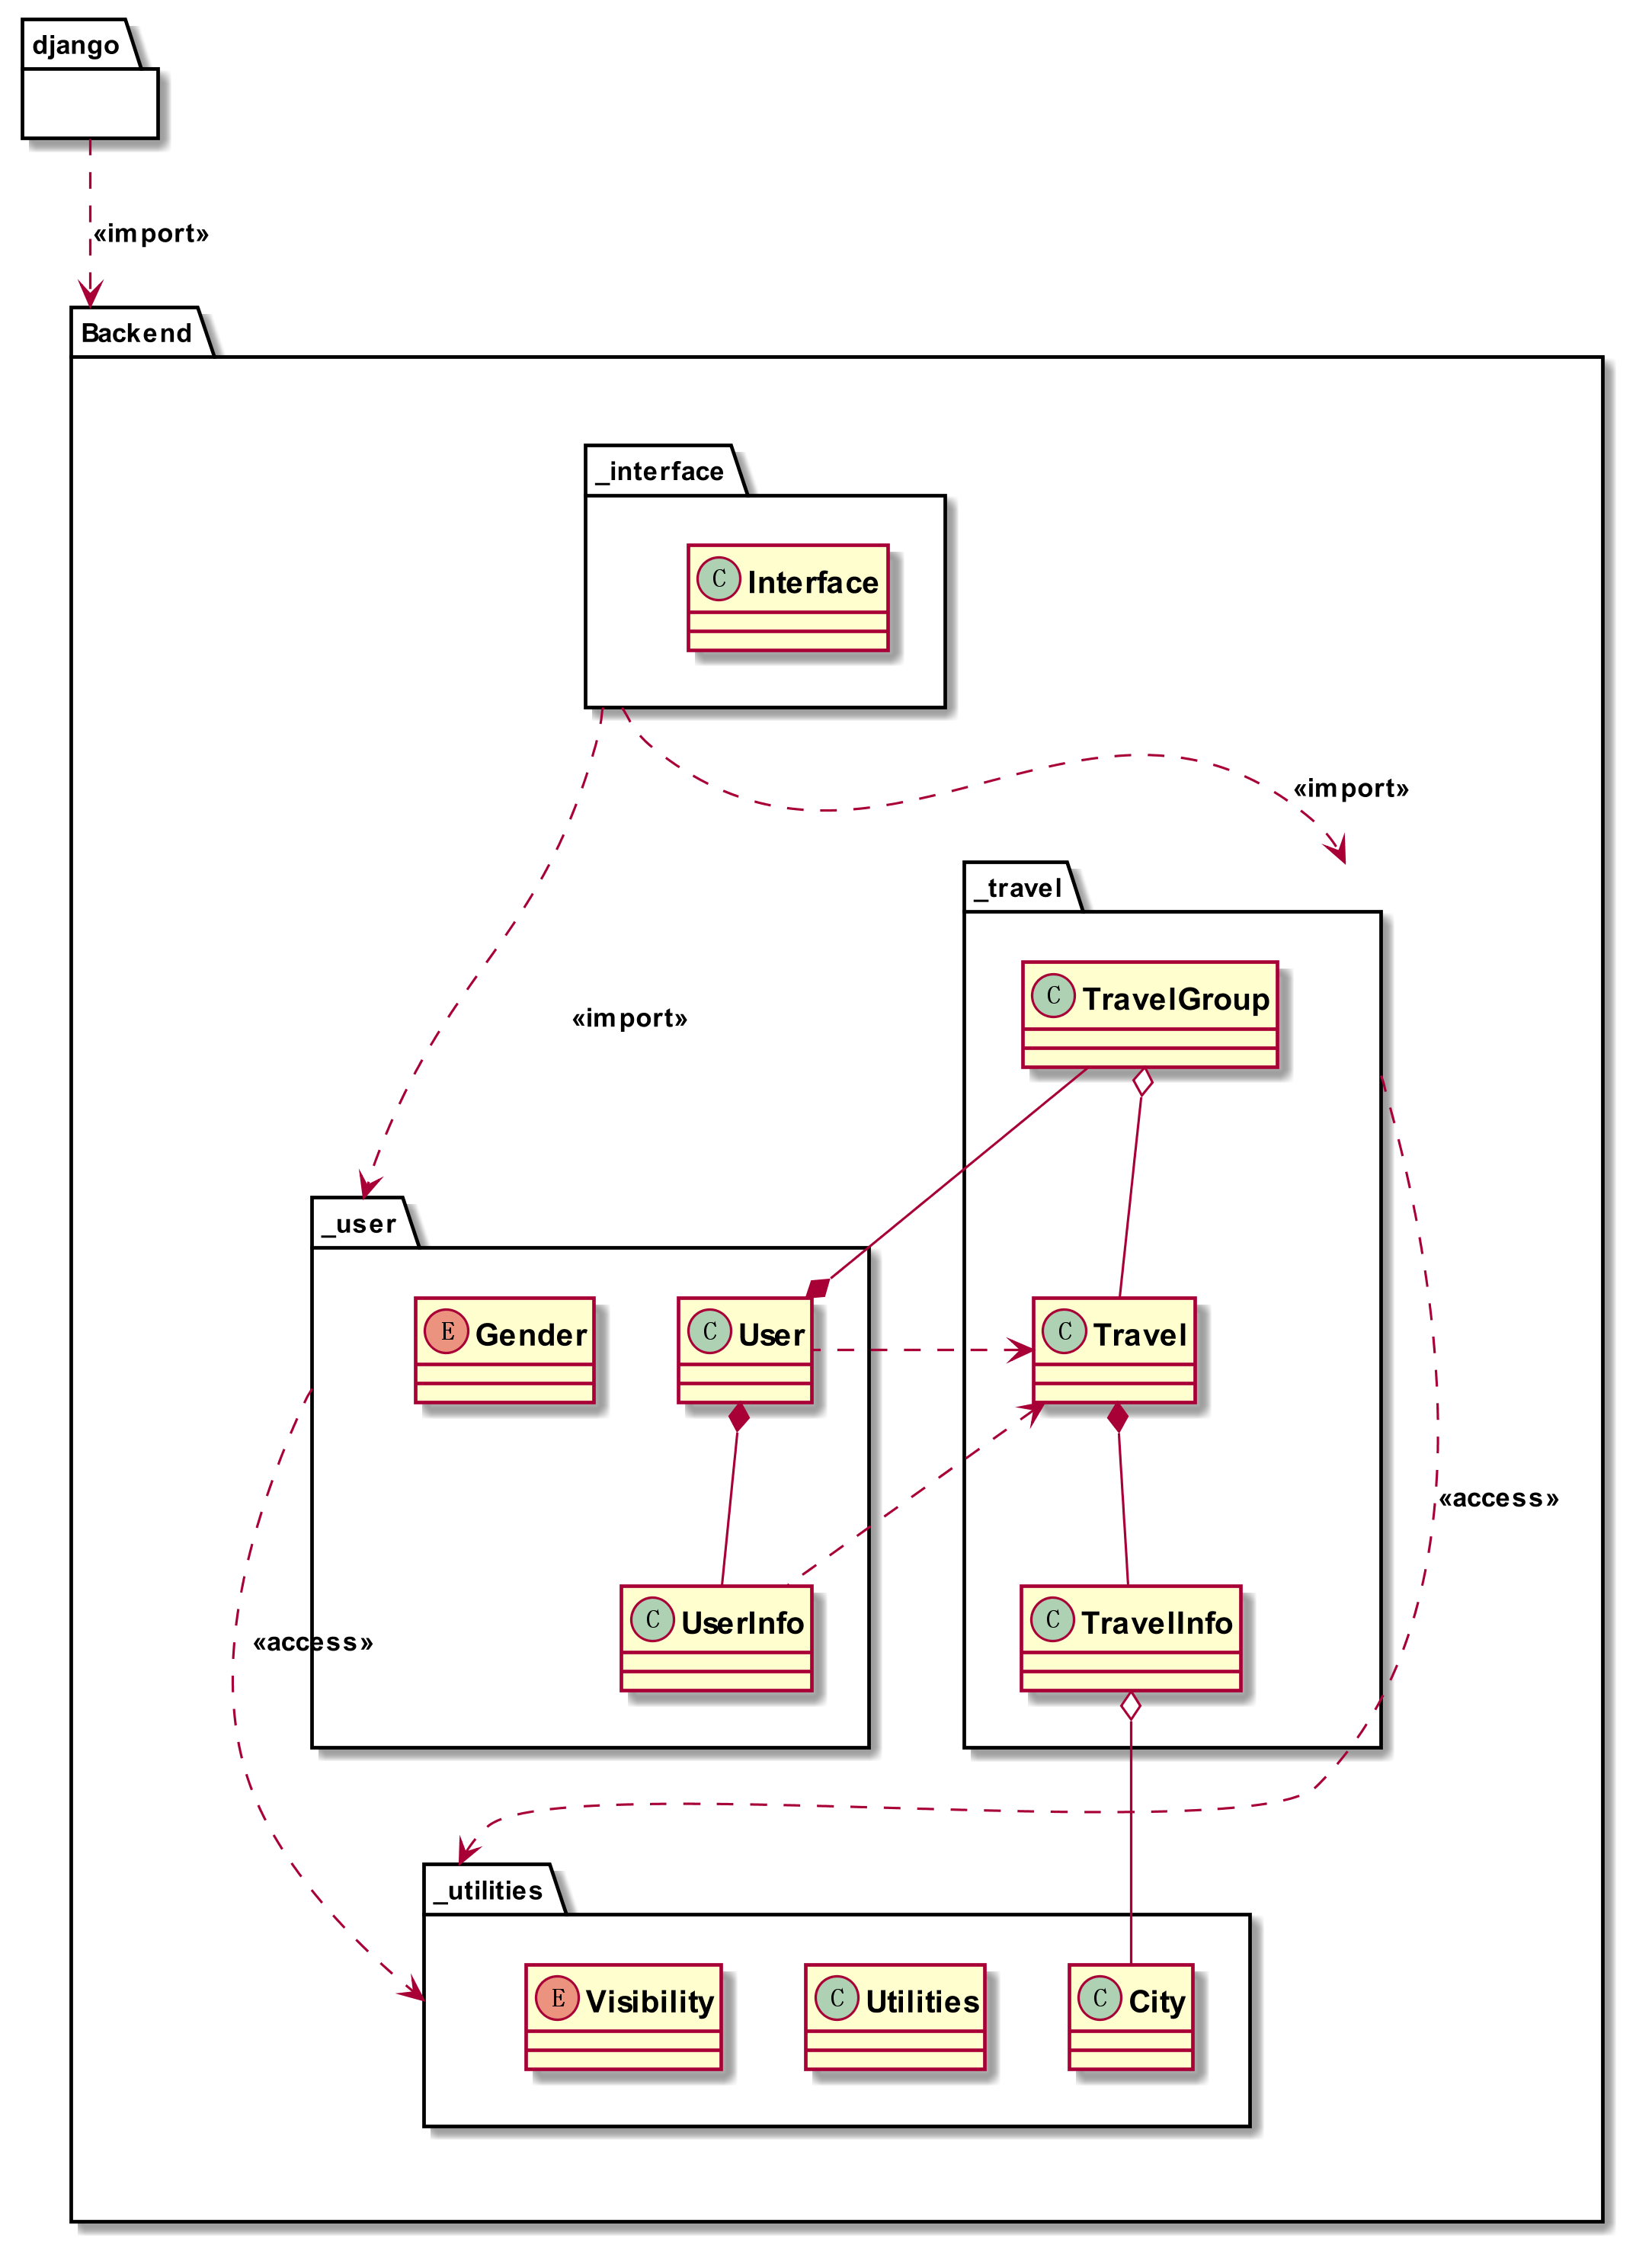 django
«import»
Backend
_interface
C Interface
«import»
_travel
C TravelGroup
«import»
_user
E Gender
C User
C Travel
«access»
C UserInfo
C TravelInfo
«access»
_utilities
E Visibility
C Utilities
C City